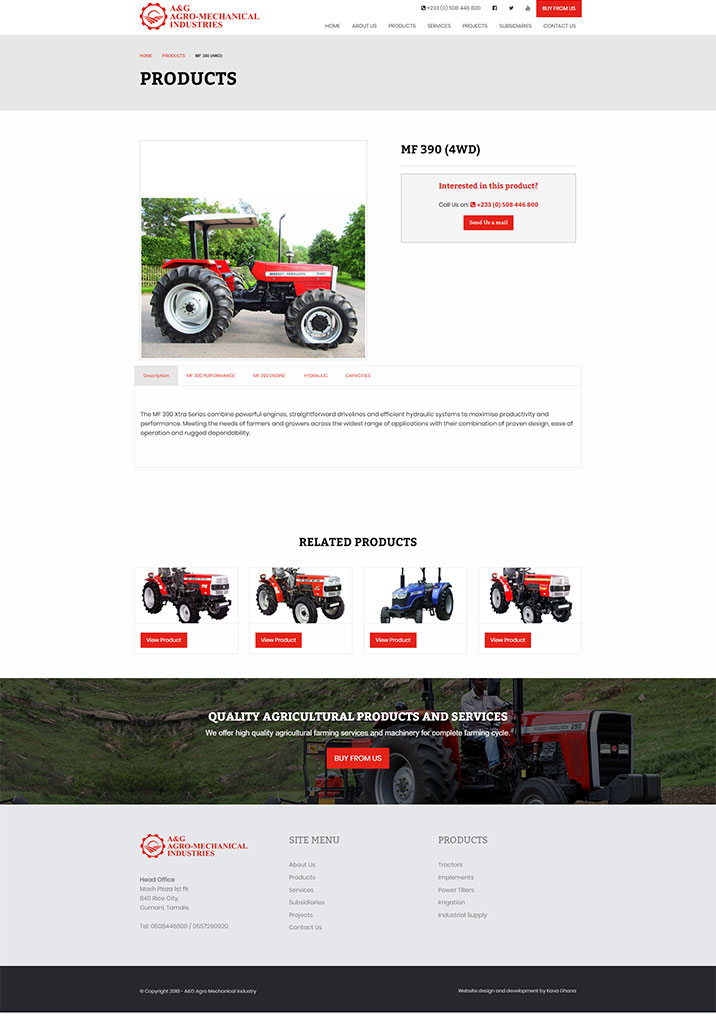 A&G
AGRO-MECHANICAL
INDUSTRIES
+233 (0) 508 446 800
BUY FROM US
HOME
ABOUT US
PRODUCTS
SERVICES
PROJECTS
SUBSIDIARIES
CONTACT US
HOME / PRODUCTS / MF 390 (4WD)
PRODUCTS
MF 390 (4WD)
Interested in this product?
Call Us on: +233 (0) 508 446 800
Send Us a mail
MASSEY FERGUSON
Description
MF 390 PERFORMANCE
MF 390 ENGINE
HYDRAULIC
CAPACITIES
The MF 390 Xtra Series combine powerful engines, straightforward drivelines and efficient hydraulic systems to maximise productivity and
performance. Meeting the needs of farmers and growers across the widest range of applications with their combination of proven design, ease of
operation and rugged dependability.
RELATED PRODUCTS
View Product
View Product
View Product
View Product
QUALITY AGRICULTURAL PRODUCTS AND SERVICES
We offer high quality agricultural farming services and machinery for complete farming cycle.
BUY FROM US
290
A&G
AGRO-MECHANICAL
INDUSTRIES
Head Office
Mash Plaza 1st flr,
840 Rice City,
Gumani, Tamale.
Tel: 0508446800 / 0557260920
SITE MENU
About Us
Products
Services
Subsidiaries
Projects
Contact Us
PRODUCTS
Tractors
Implements
Power Tillers
Irrigation
Industrial Supply
© Copyright 2018 - A&G Agro Mechanical Industry
Website design and development by Kava Ghana